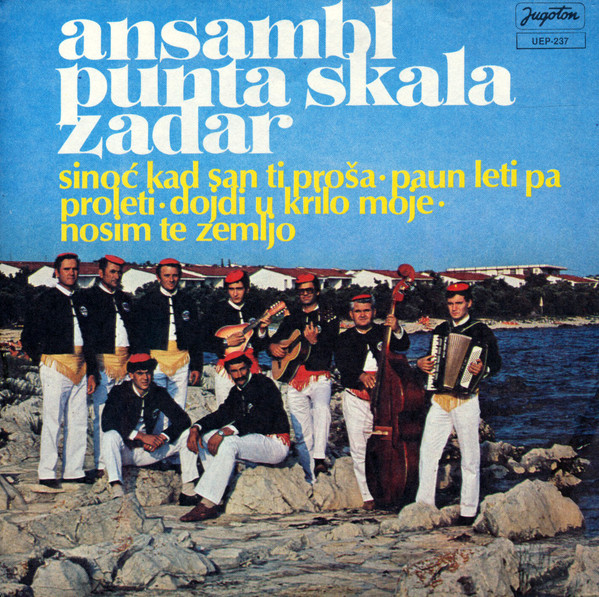 ansambl
punta skala
zadar
Jugoton
UEP-237
sinoć kad san ti proša · paun leti pa
proleti · dojdi u krilo moje ·
nosim te zemljo